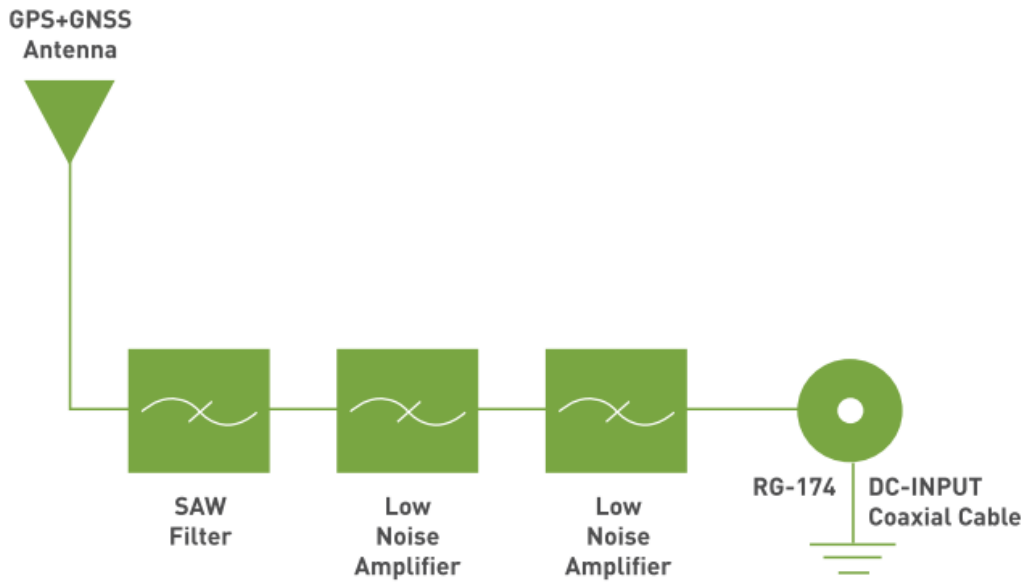 GPS+GNSS
Antenna
SAW
Filter
Low
Noise
Amplifier
Low
Noise
Amplifier
RG-174
DC-INPUT
Coaxial Cable